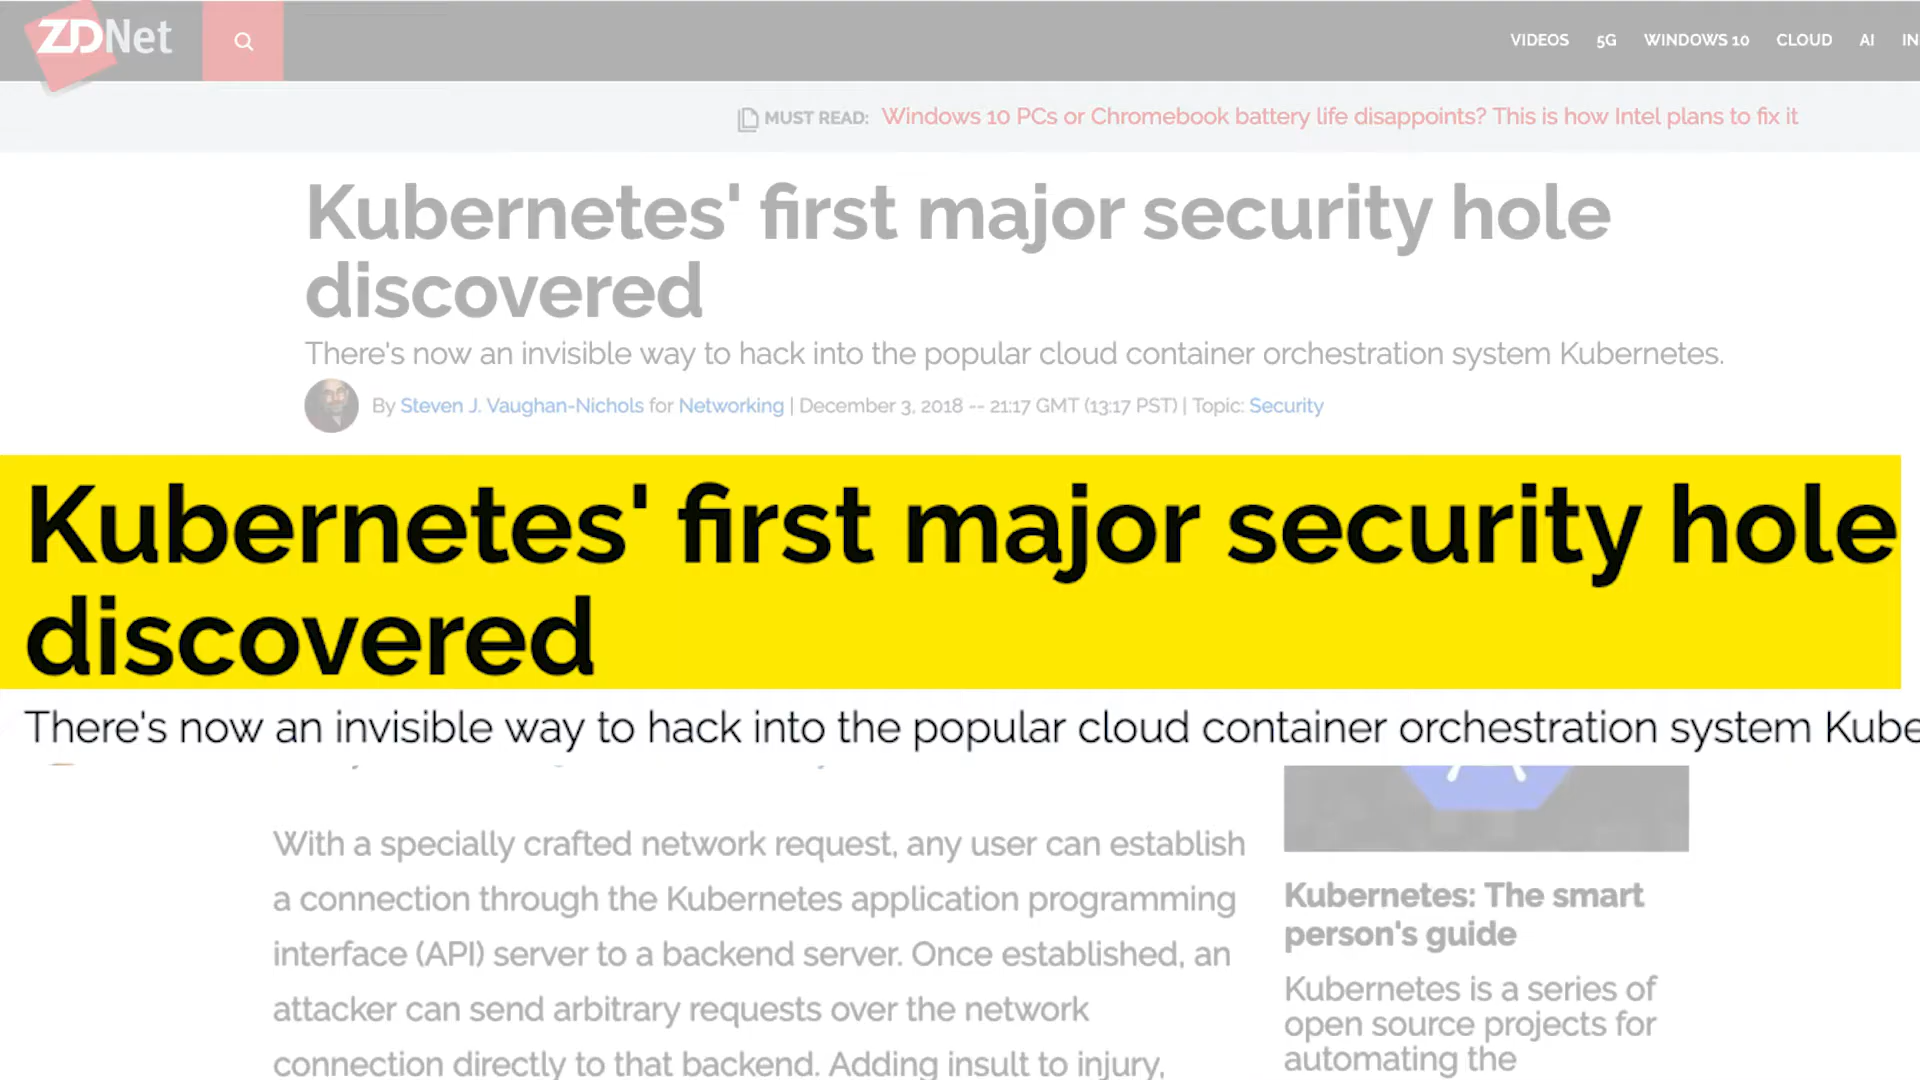 ZDNet
VIDEOS 5G WINDOWS 10 CLOUD AI IN
MUST READ: Windows 10 PCs or Chromebook battery life disappoints? This is how Intel plans to fix it
Kubernetes' first major security hole
discovered
There's now an invisible way to hack into the popular cloud container orchestration system Kubernetes.
By Steven J. Vaughan-Nichols for Networking | December 3, 2018 -- 21:17 GMT (13:17 PST) | Topic: Security
Kubernetes' first major security hole
discovered
There's now an invisible way to hack into the popular cloud container orchestration system Kube
With a specially crafted network request, any user can establish
a connection through the Kubernetes application programming
interface (API) server to a backend server. Once established, an
attacker can send arbitrary requests over the network
connection directly to that backend. Adding insult to injury,
Kubernetes: The smart
person's guide
Kubernetes is a series of
open source projects for
automating the